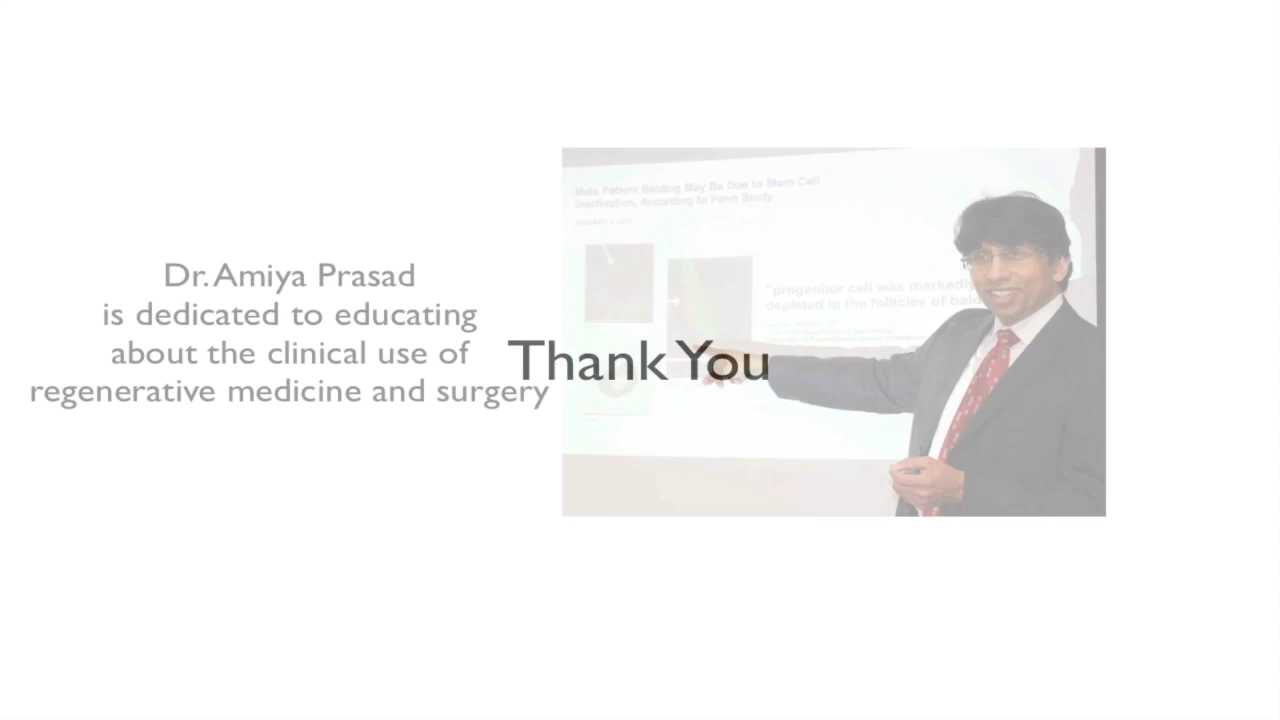 Dr. Amiya Prasad
is dedicated to educating
about the clinical use of
regenerative medicine and surgery
Thank You
Male Pattern Balding May Be Due to Stem Cell
Inactivation, According to Penn Study
"progenitor cell was markedly
depleted in the follicles of bald